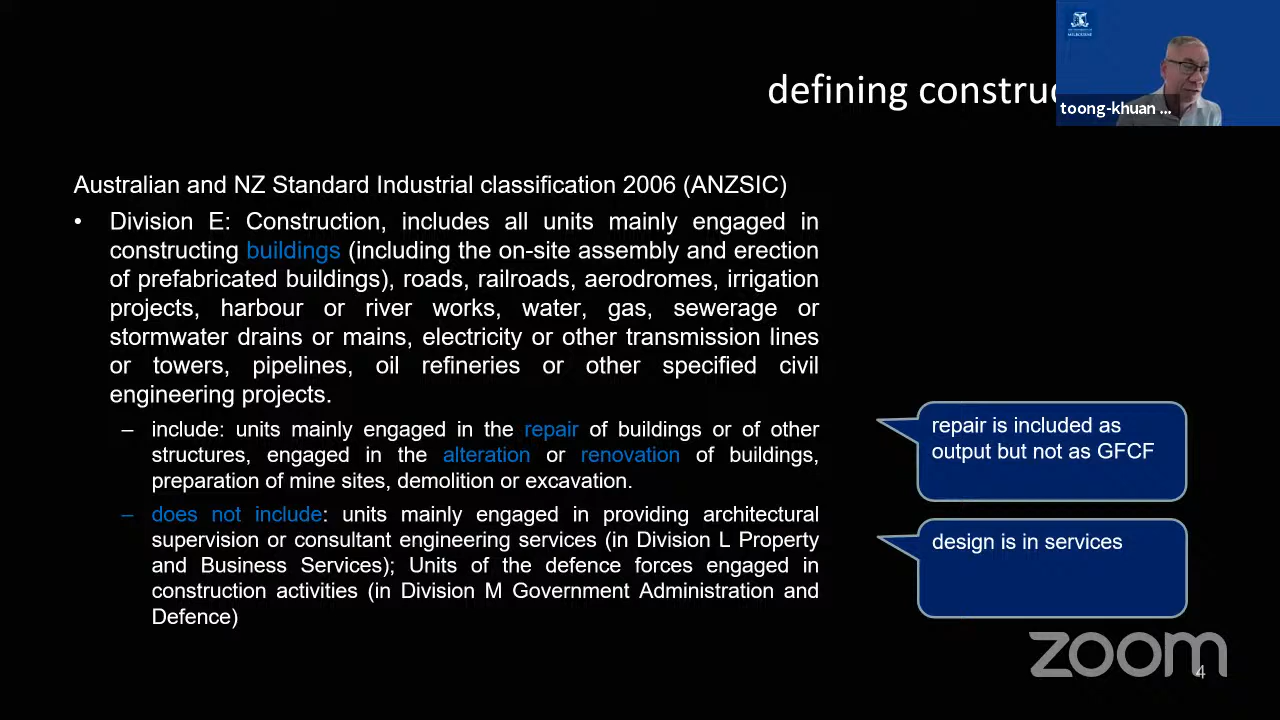 defining construc
toong-khuan ...
Australian and NZ Standard Industrial classification 2006 (ANZSIC)
• Division E: Construction, includes all units mainly engaged in
constructing buildings (including the on-site assembly and erection
of prefabricated buildings), roads, railroads, aerodromes, irrigation
projects, harbour or river works, water, gas, sewerage or
stormwater drains or mains, electricity or other transmission lines
or towers, pipelines, oil refineries or other specified civil
engineering projects.
– include: units mainly engaged in the repair of buildings or of other
structures, engaged in the alteration or renovation of buildings,
preparation of mine sites, demolition or excavation.
– does not include: units mainly engaged in providing architectural
supervision or consultant engineering services (in Division L Property
and Business Services); Units of the defence forces engaged in
construction activities (in Division M Government Administration and
Defence)
repair is included as
output but not as GFCF
design is in services
zoom
4